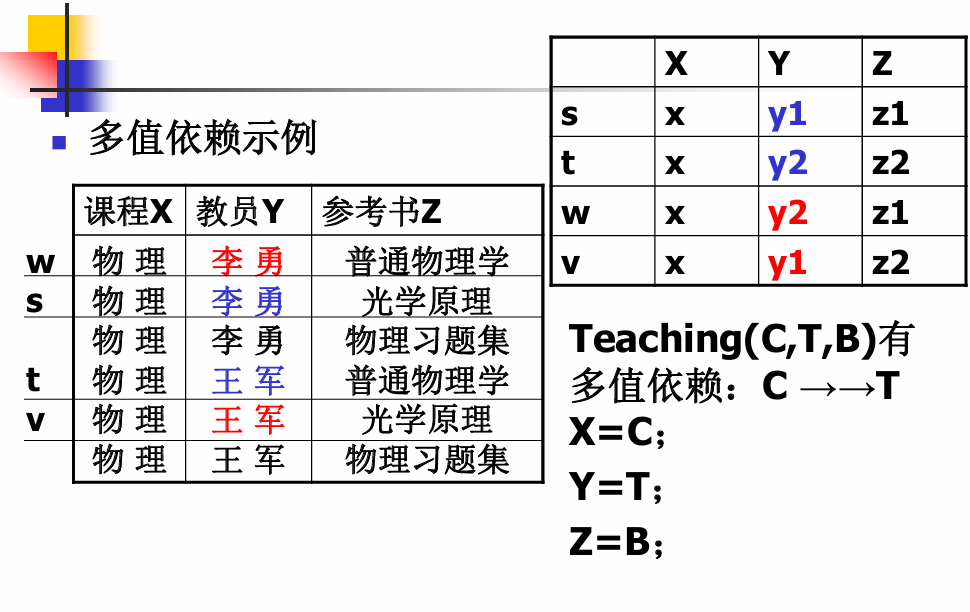 多值依赖示例
课程X 教员Y 参考书Z
w 物 理 李 勇 普通物理学
s 物 理 李 勇 光学原理
物 理 李 勇 物理习题集
t 物 理 王 军 普通物理学
v 物 理 王 军 光学原理
物 理 王 军 物理习题集
X Y Z
s x y1 z1
t x y2 z2
w x y2 z1
v x y1 z2
Teaching(C,T,B)有
多值依赖：C →→T
X=C；
Y=T；
Z=B；